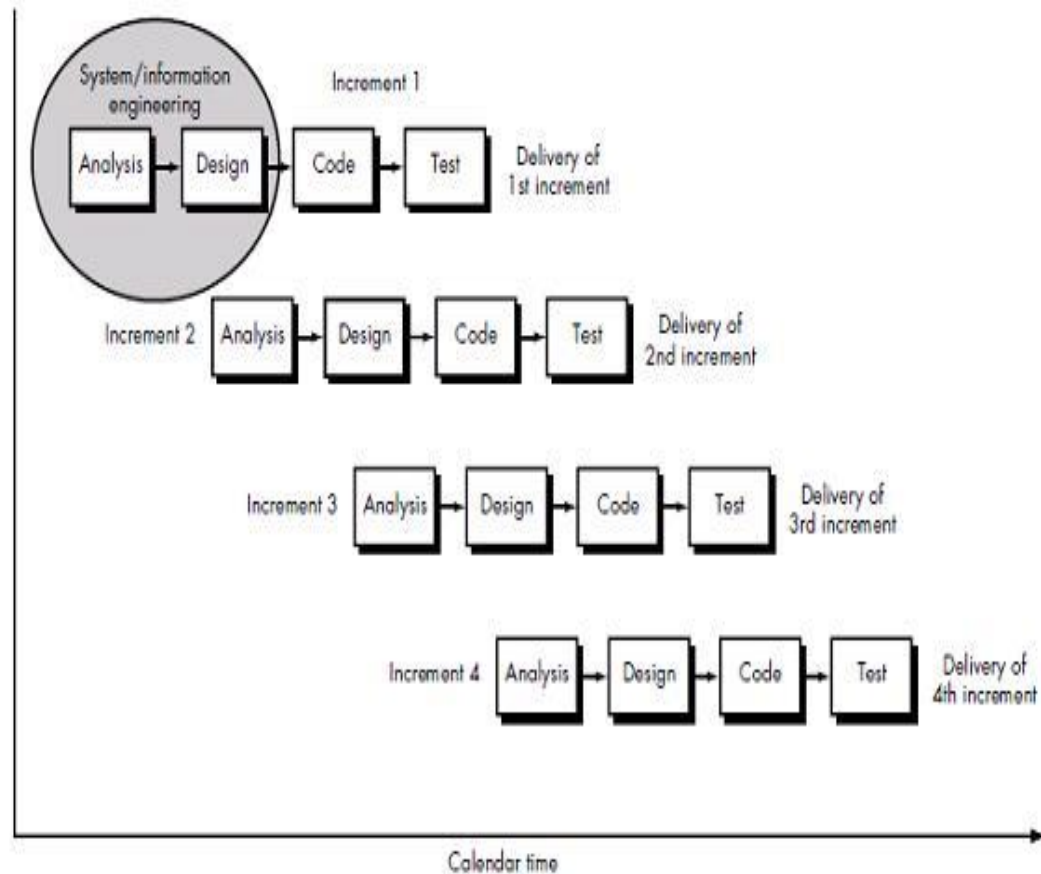 System/information
engineering
Increment 1
Analysis Design Code Test
Delivery of
1st increment
Increment 2
Analysis Design Code Test
Delivery of
2nd increment
Increment 3
Analysis Design Code Test
Delivery of
3rd increment
Increment 4
Analysis Design Code Test
Delivery of
4th increment
Calendar time